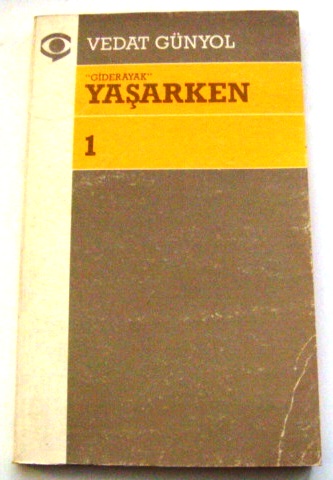 VEDAT GÜNYOL
"GİDERAYAK"
YAŞARKEN
1